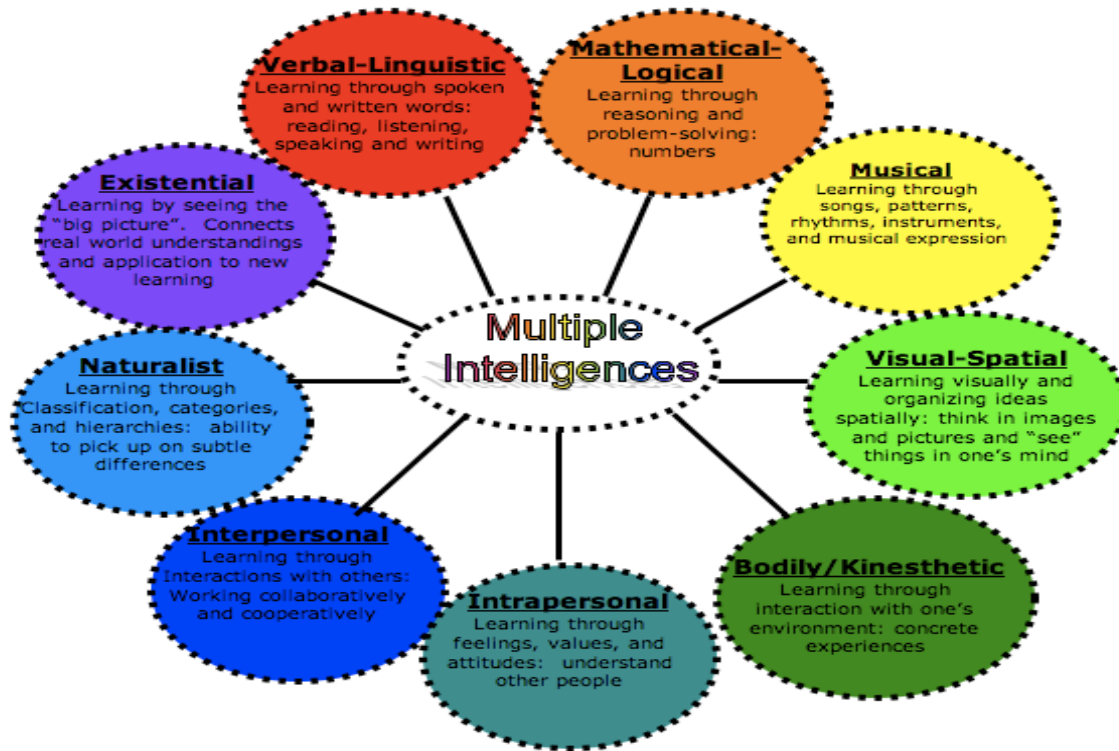 Verbal-Linguistic
Learning through spoken
and written words:
reading, listening,
speaking and writing
Mathematical-
Logical
Learning through
reasoning and
problem-solving:
numbers
Musical
Learning through
songs, patterns,
rhythms, instruments,
and musical expression
Visual-Spatial
Learning visually and
organizing ideas
spatially: think in images
and pictures and “see”
things in one’s mind
Bodily/Kinesthetic
Learning through
interaction with one’s
environment: concrete
experiences
Intrapersonal
Learning through
feelings, values, and
attitudes: understand
other people
Interpersonal
Learning through
Interactions with others:
Working collaboratively
and cooperatively
Naturalist
Learning through
Classification, categories,
and hierarchies: ability
to pick up on subtle
differences
Existential
Learning by seeing the
“big picture”. Connects
real world understandings
and application to new
learning
Multiple
Intelligences